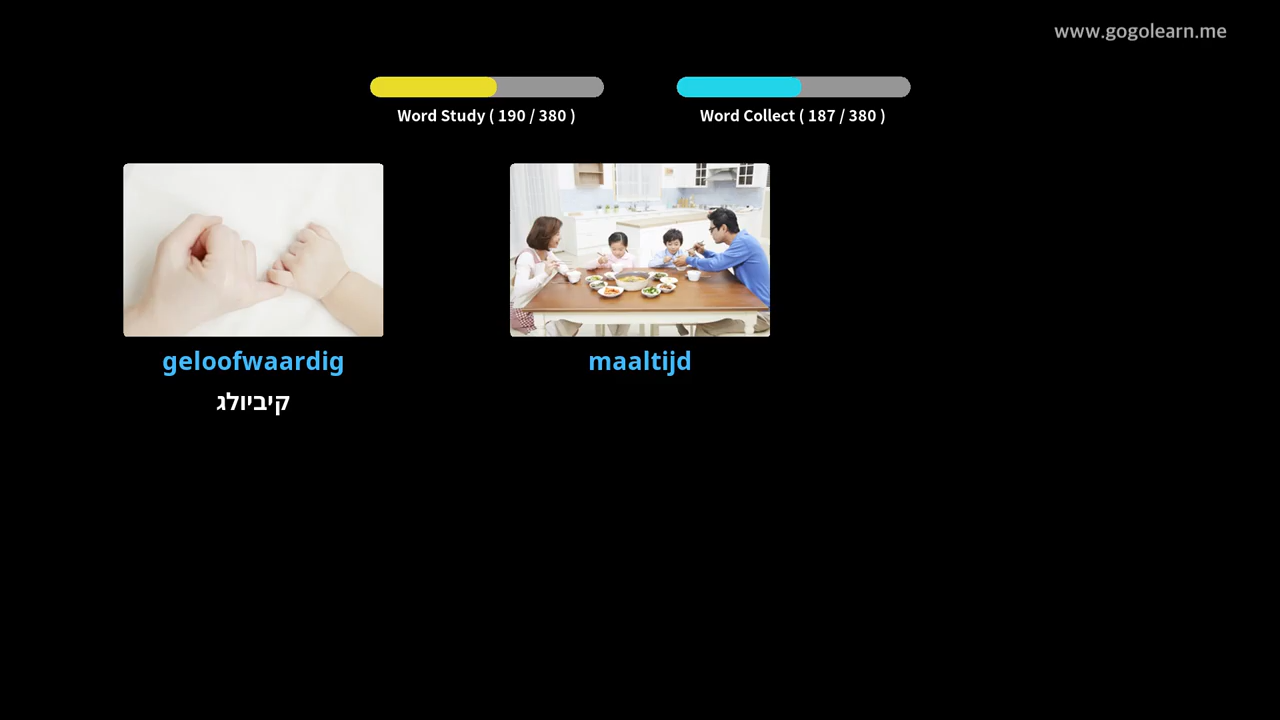 www.gogolearn.me
Word Study ( 190 / 380 )
Word Collect ( 187 / 380 )
geloofwaardig
maaltijd
קיביולג